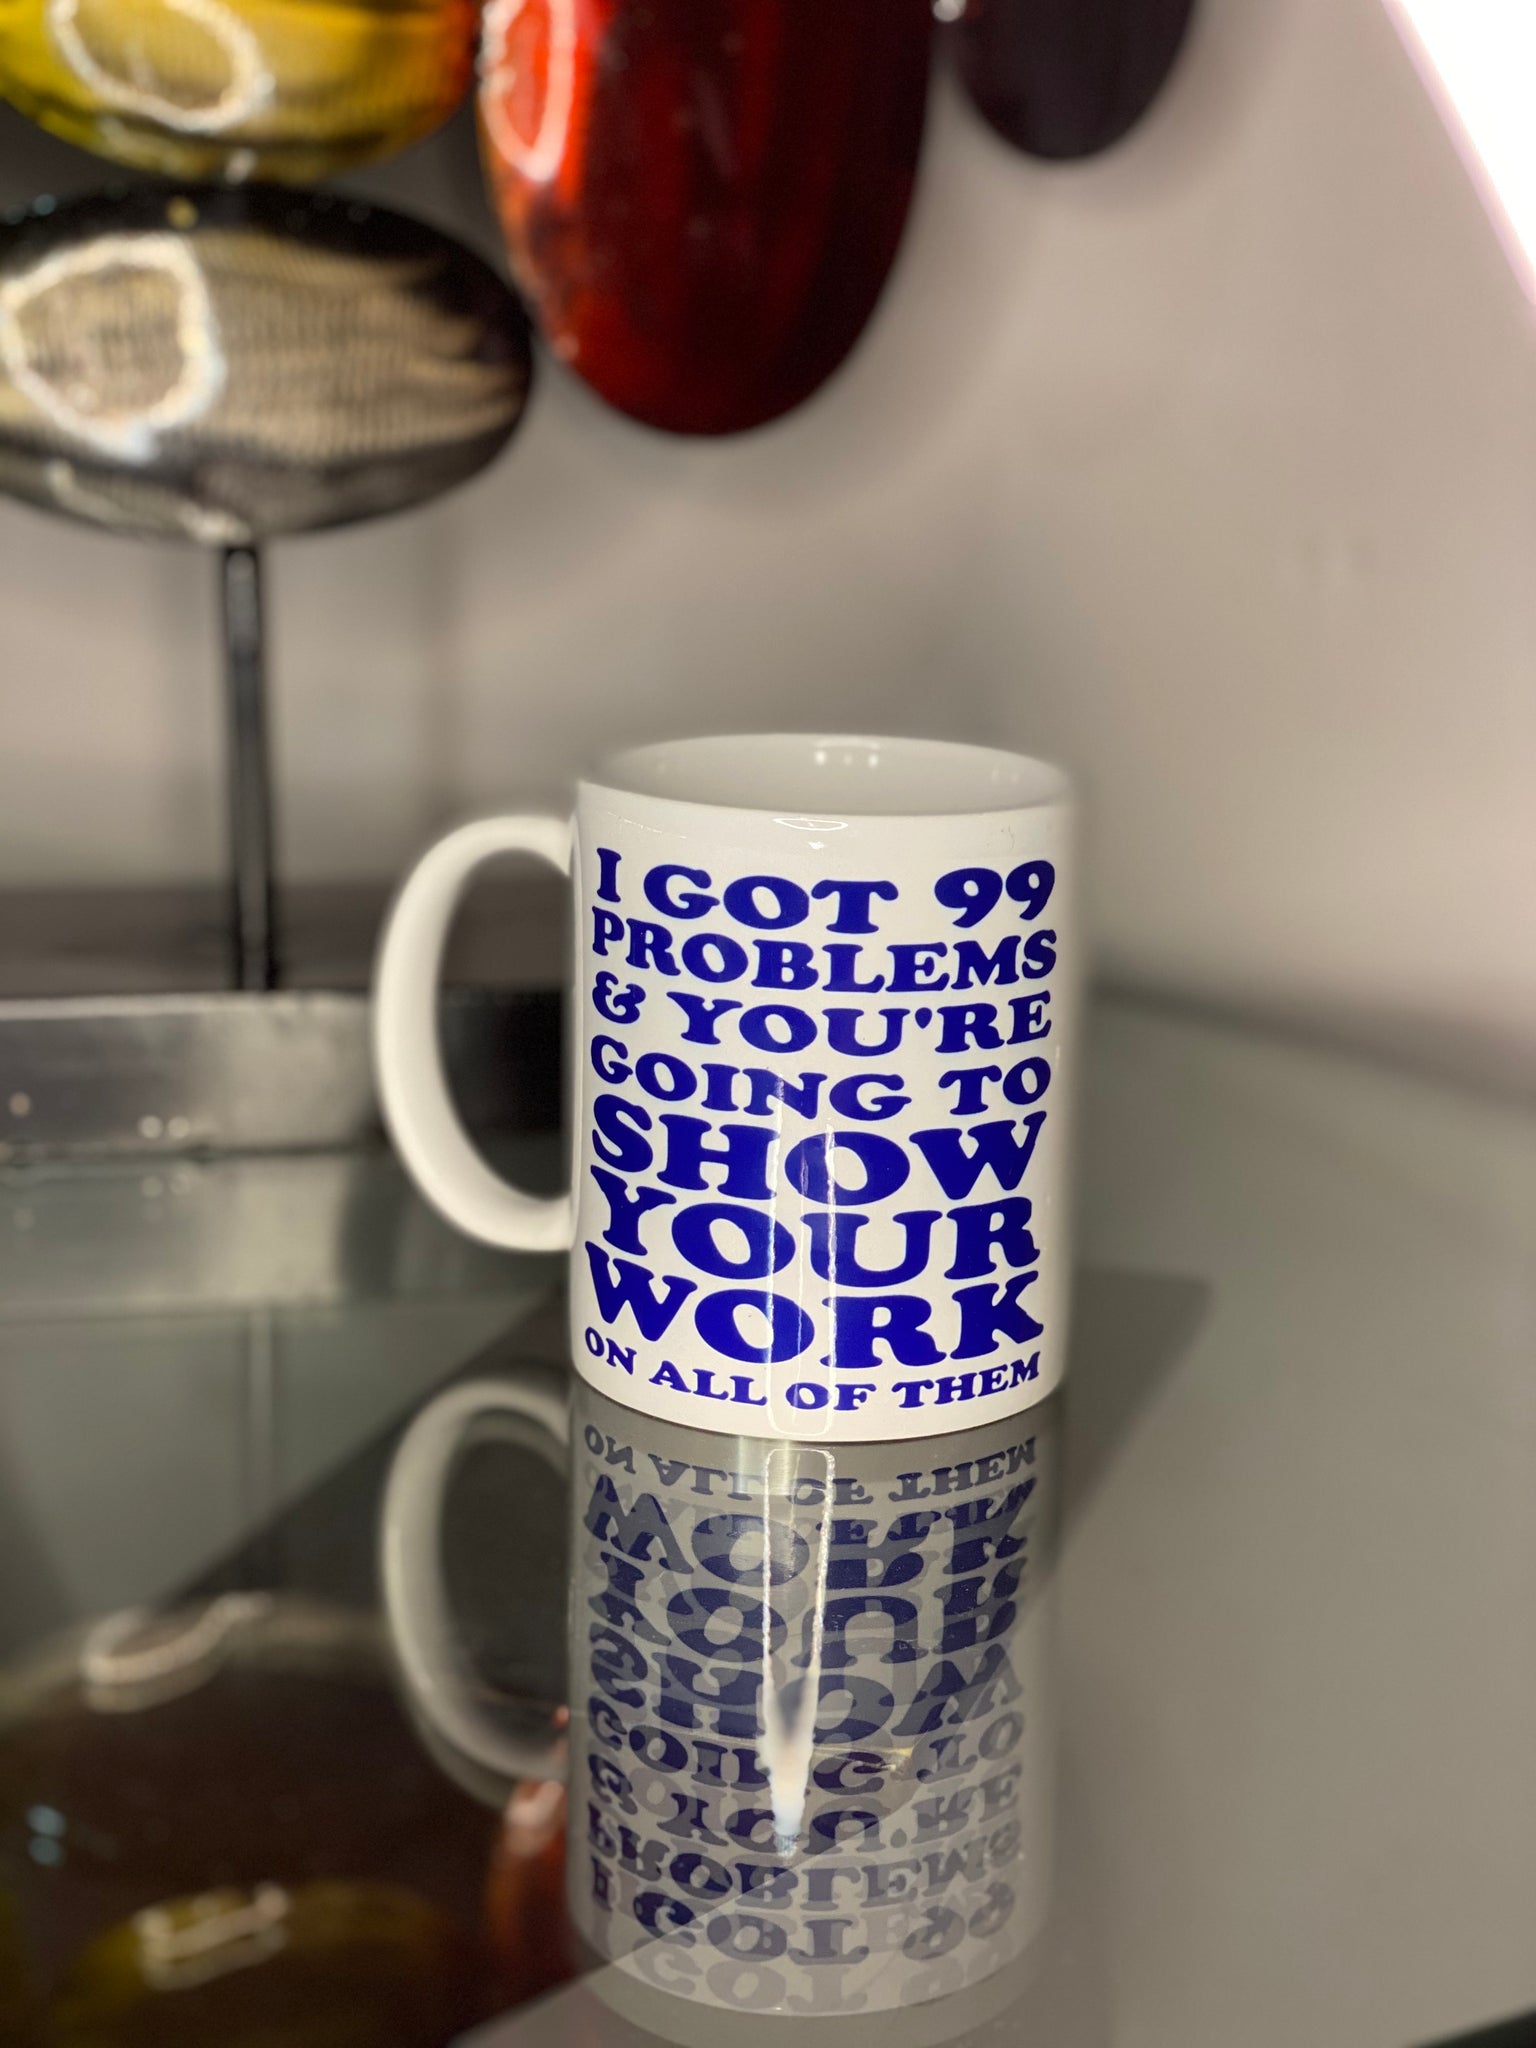 I GOT 99
PROBLEMS
& YOU'RE
GOING TO
SHOW
YOUR
WORK
ON ALL OF THEM